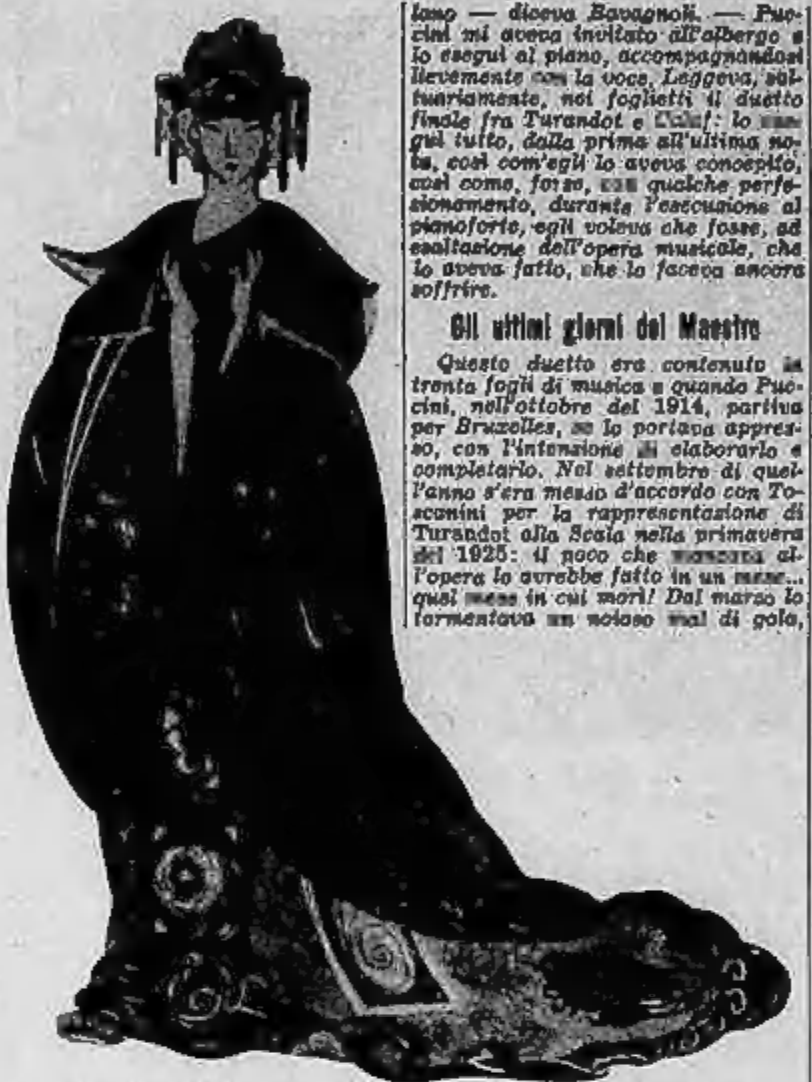 lano — diceva Bavagnoli. — Puc-
cini mi aveva invitato all'albergo e
lo eseguì al piano, accompagnandosi
lievemente con la voce. Leggeva, sal-
tuariamente, nei foglietti il duetto
finale fra Turandot e : lo
guì tutto, dalla prima all'ultima no-
ta, così com'egli lo aveva concepito,
così come, forse, con qualche perfe-
zionamento, durante l'esecuzione al
pianoforte, egli voleva che fosse, ad
esaltazione dell'opera musicale, che
lo aveva fatto, che lo faceva ancora
soffrire.
Gli ultimi giorni del Maestro
Questo duetto era contenuto in
trenta fogli di musica e quando Puc-
cini, nell'ottobre del 1914, partiva
per Bruxelles, se lo portava appres-
so, con l'intenzione di elaborarlo e
completarlo. Nel settembre di quel-
l'anno s'era messo d'accordo con To-
scanini per la rappresentazione di
Turandot alla Scala nella primavera
del 1925: il poco che mancava al-
l'opera lo avrebbe fatto in un mese...
quel mese in cui morì! Dal marzo lo
tormentava un noioso mal di gola,